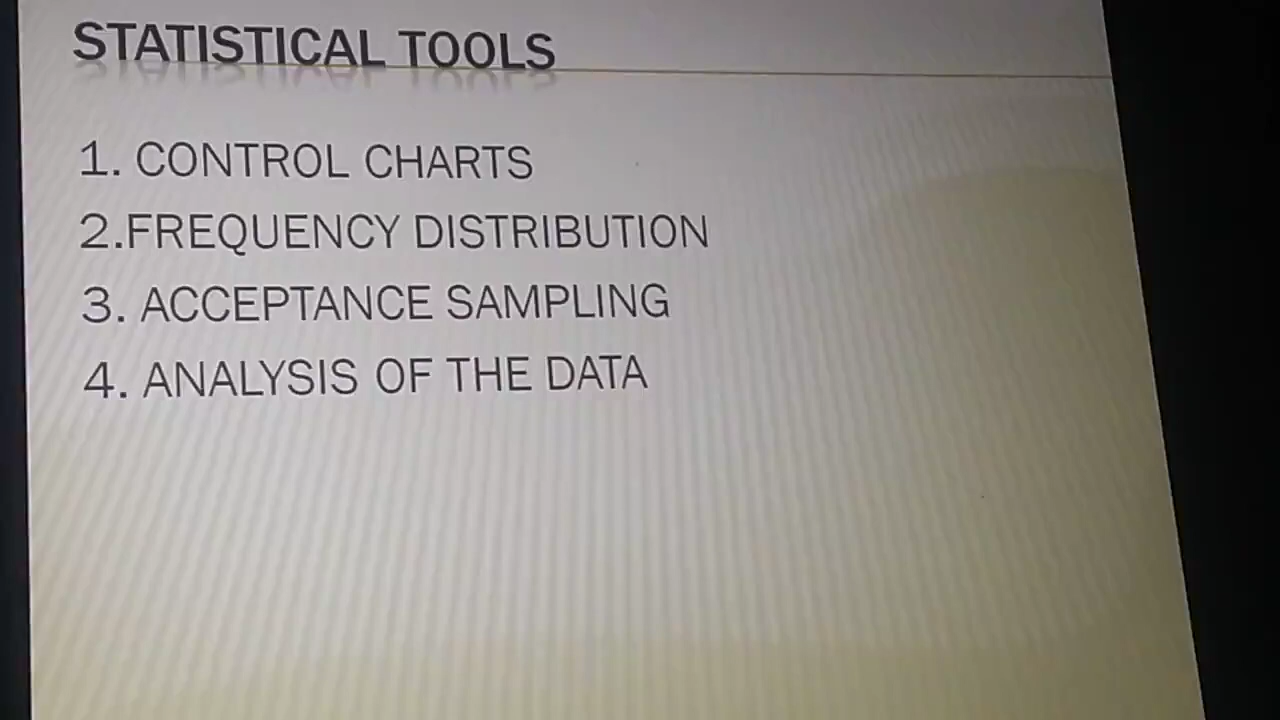 STATISTICAL TOOLS
1. CONTROL CHARTS
2.FREQUENCY DISTRIBUTION
3. ACCEPTANCE SAMPLING
4. ANALYSIS OF THE DATA